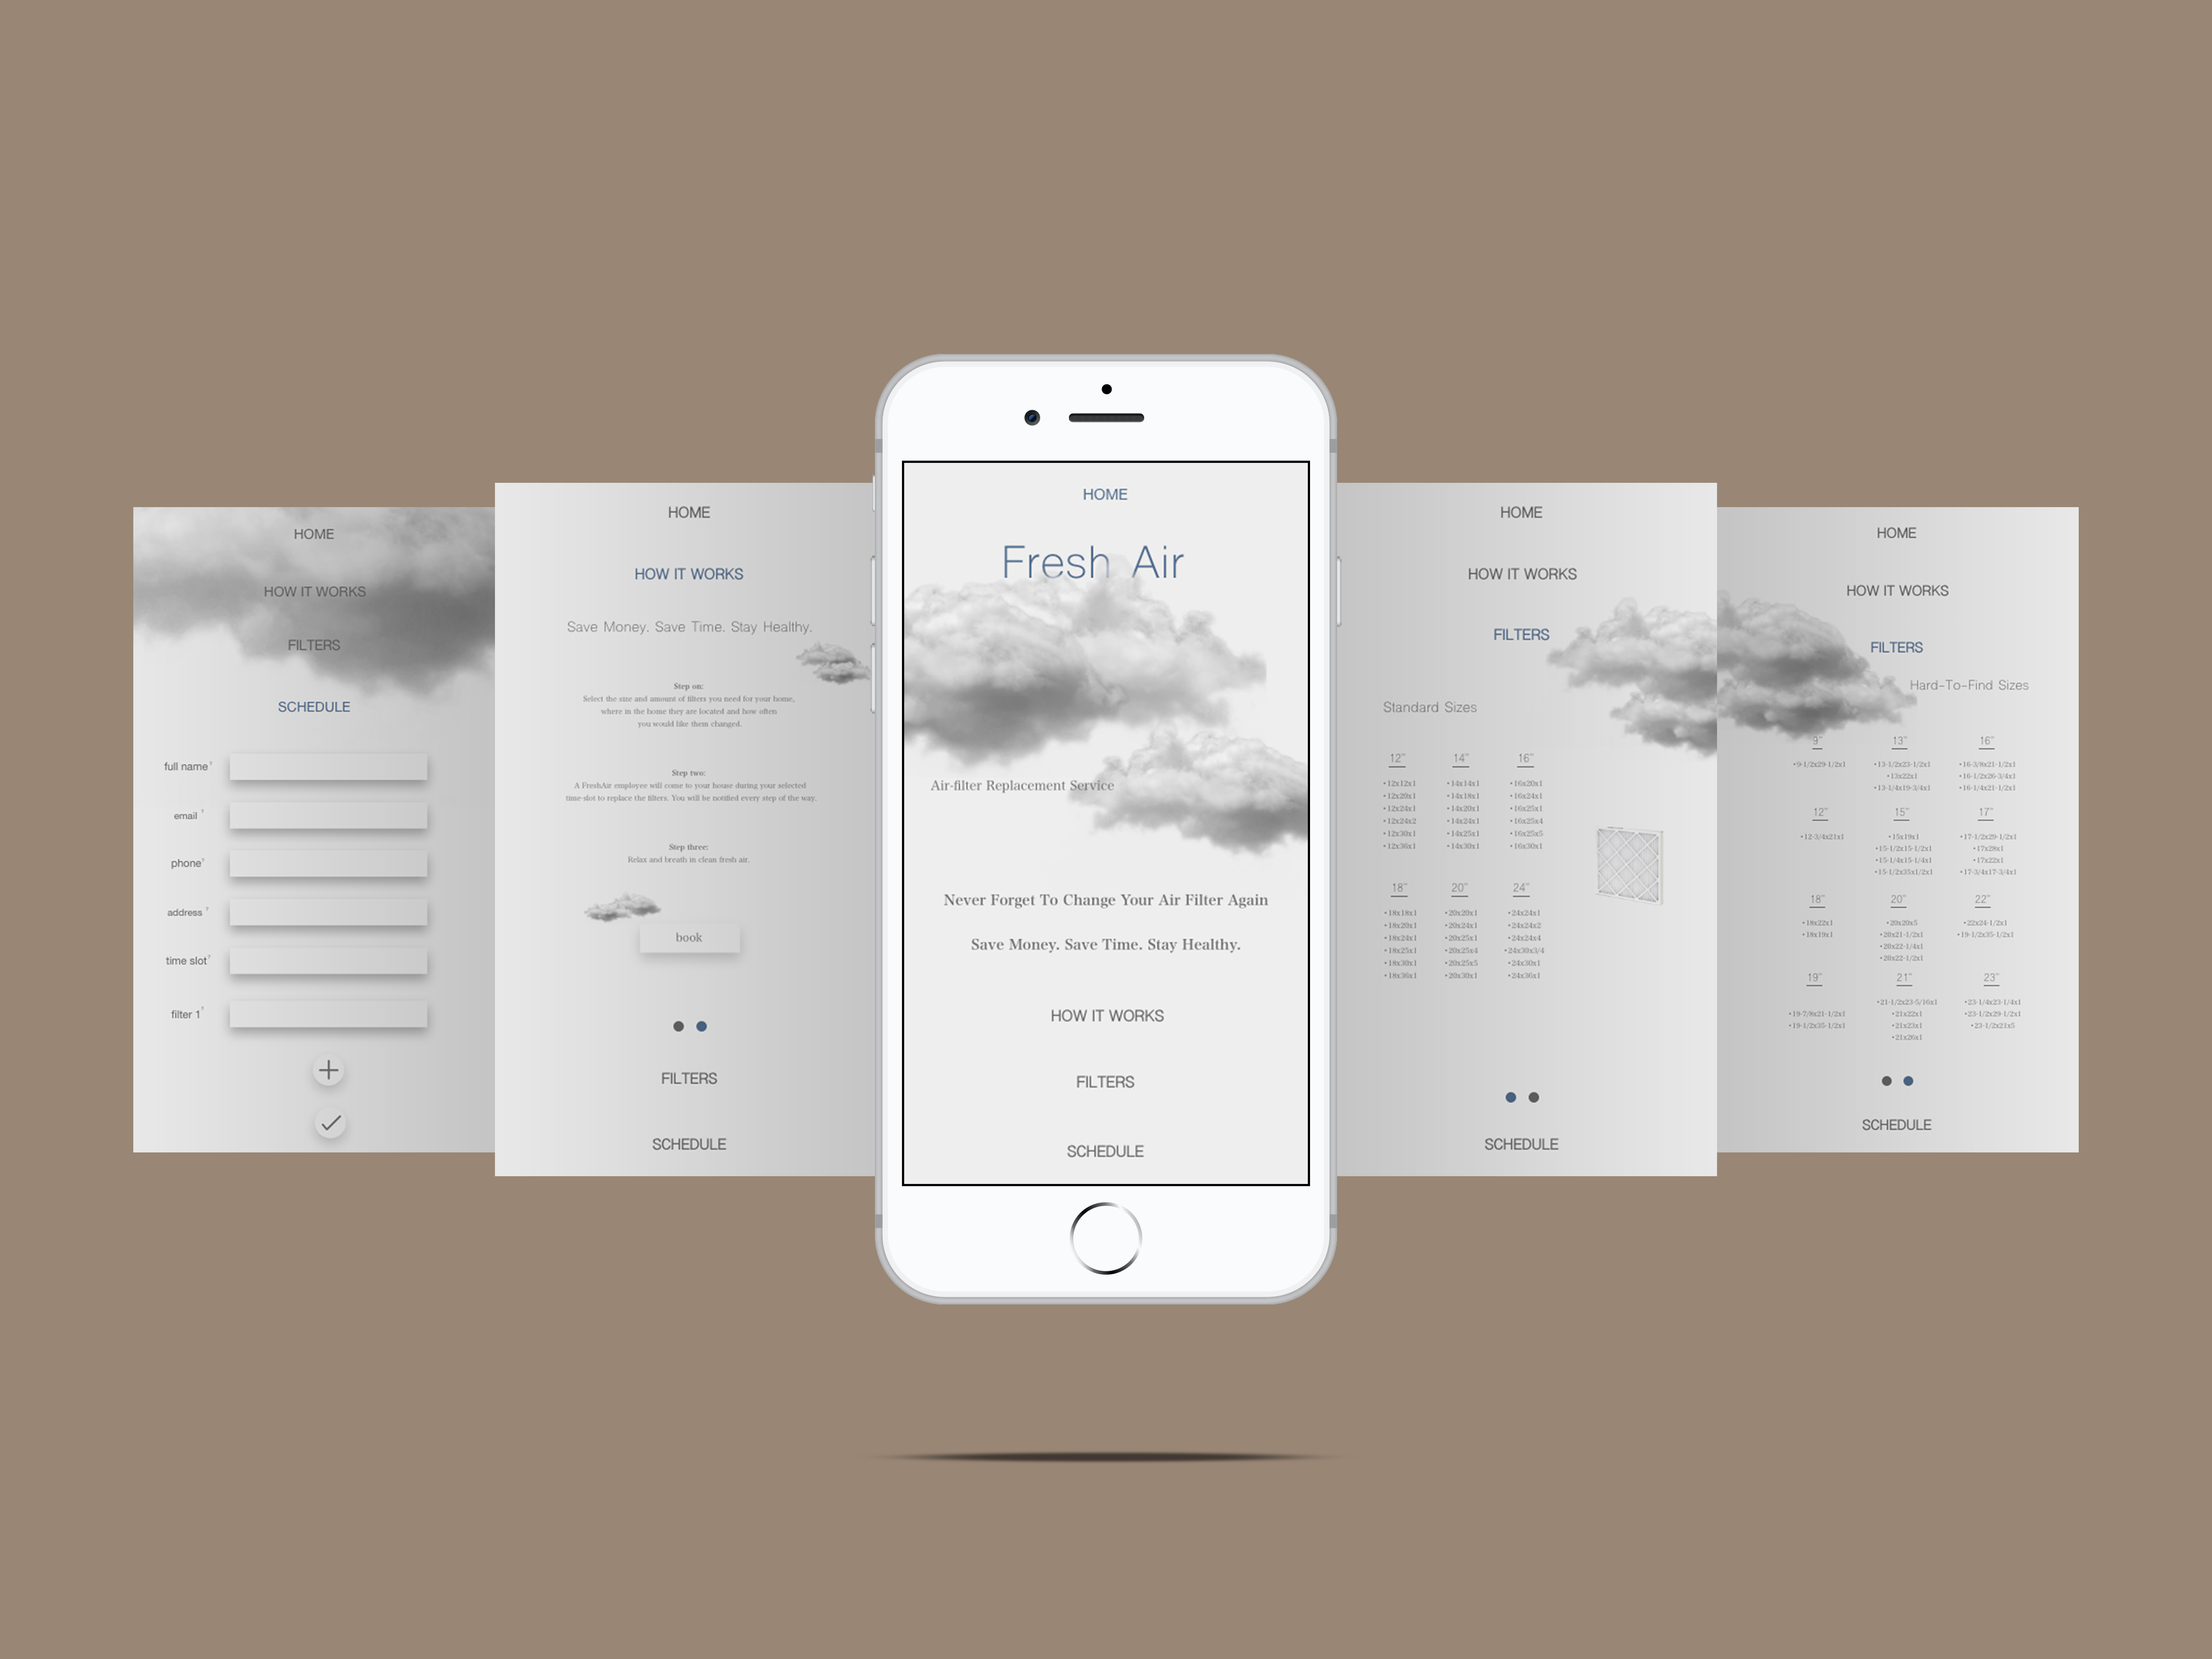 HOME
HOW IT WORKS
FILTERS
SCHEDULE
full name
email
phone
address
time slot
filter 1
HOME
HOW IT WORKS
Save Money. Save Time. Stay Healthy.
Step on:
Select the size and amount of filters you need for your home,
where in the home they are located and how often
you would like them changed.
Step two:
A FreshAir employee will come to your house during your selected
time-slot to replace the filters. You will be notified every step of the way.
Step three:
Relax and breath in clean fresh air.
book
FILTERS
SCHEDULE
HOME
Fresh Air
Air-filter Replacement Service
Never Forget To Change Your Air Filter Again
Save Money. Save Time. Stay Healthy.
HOW IT WORKS
FILTERS
SCHEDULE
HOME
HOW IT WORKS
FILTERS
Standard Sizes
12" 14" 16"
•12x12x1 •14x14x1 •16x20x1
•12x20x1 •14x18x1 •16x24x1
•12x24x1 •14x20x1 •16x25x1
•12x24x2 •14x24x1 •16x25x4
•12x30x1 •14x25x1 •16x25x5
•12x36x1 •14x30x1 •16x30x1
18" 20" 24"
•18x18x1 •20x20x1 •24x24x1
•18x20x1 •20x24x1 •24x24x2
•18x24x1 •20x25x1 •24x24x4
•18x25x1 •20x25x4 •24x30x3/4
•18x30x1 •20x25x5 •24x30x1
•18x36x1 •20x30x1 •24x36x1
SCHEDULE
HOME
HOW IT WORKS
FILTERS
Hard-To-Find Sizes
9" 13" 16"
•9-1/2x29-1/2x1 •13-1/2x23-1/2x1 •16-3/8x21-1/2x1
•13x22x1 •16-1/2x26-3/4x1
•13-1/4x19-3/4x1 •16-1/4x21-1/2x1
12" 15" 17"
•12-3/4x21x1 •15x19x1 •17-1/2x29-1/2x1
•15-1/2x15-1/2x1 •17x28x1
•15-1/4x15-1/4x1 •17x22x1
•15-1/2x35x1/2x1 •17-3/4x17-3/4x1
18" 20" 22"
•18x22x1 •20x20x5 •22x24-1/2x1
•18x19x1 •20x21-1/2x1 •19-1/2x35-1/2x1
•20x22-1/4x1
•20x22-1/2x1
19" 21" 23"
•21-1/2x23-5/16x1 •23-1/4x23-1/4x1
•19-7/8x21-1/2x1 •21x22x1 •23-1/2x29-1/2x1
•19-1/2x35-1/2x1 •21x23x1 •23-1/2x21x5
•21x26x1
SCHEDULE